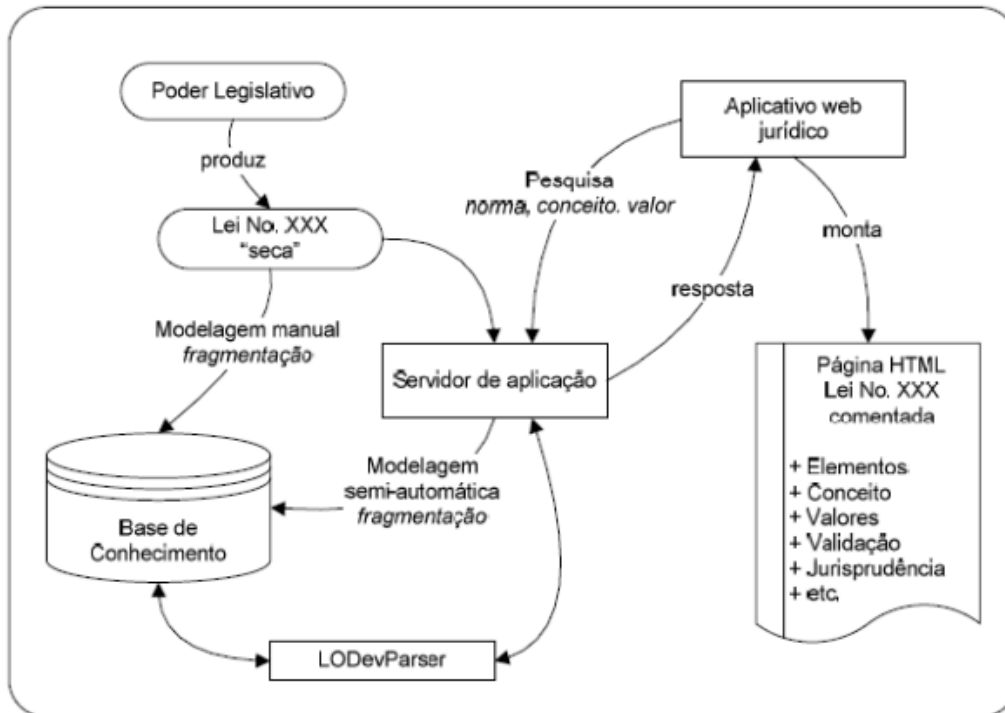 Poder Legislativo
produz
Lei No. XXX
“seca”
Modelagem manual
fragmentação
Base de
Conhecimento
Pesquisa
norma, conceito. valor
Servidor de aplicação
Modelagem
semi-automática
fragmentação
LODevParser
resposta
Aplicativo web
jurídico
monta
Página HTML
Lei No. XXX
comentada
+ Elementos
+ Conceito
+ Valores
+ Validação
+ Jurisprudência
+ etc.